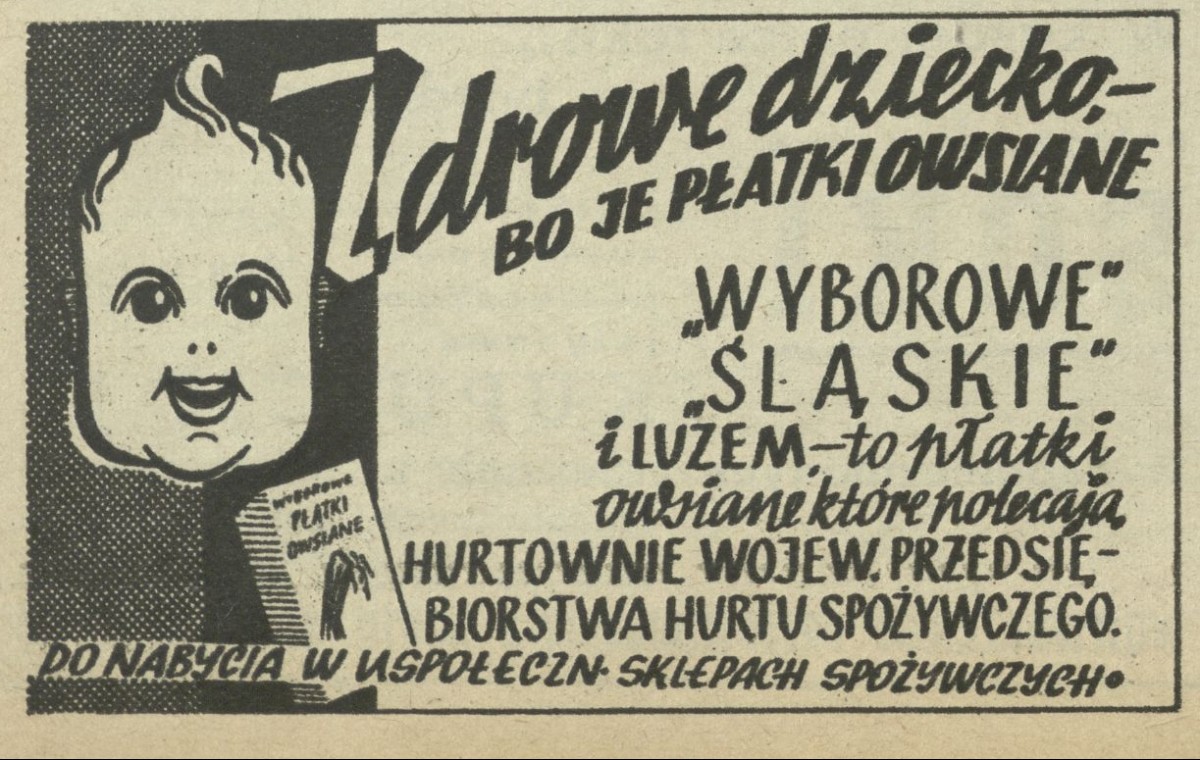 Zdrowe dziecko,-
BO JE PŁATKI OWSIANE
„WYBOROWE"
„ŚLĄSKIE"
i LUZEM,-to płatki
owsiane które polecają
HURTOWNIE WOJEW. PRZEDSIĘ-
BIORSTWA HURTU SPOŻYWCZEGO.
WYBOROWE
PŁATKI
OWSIANE
DO NABYCIA W USPOŁECZN. SKLEPACH SPOŻYWCZYCH.